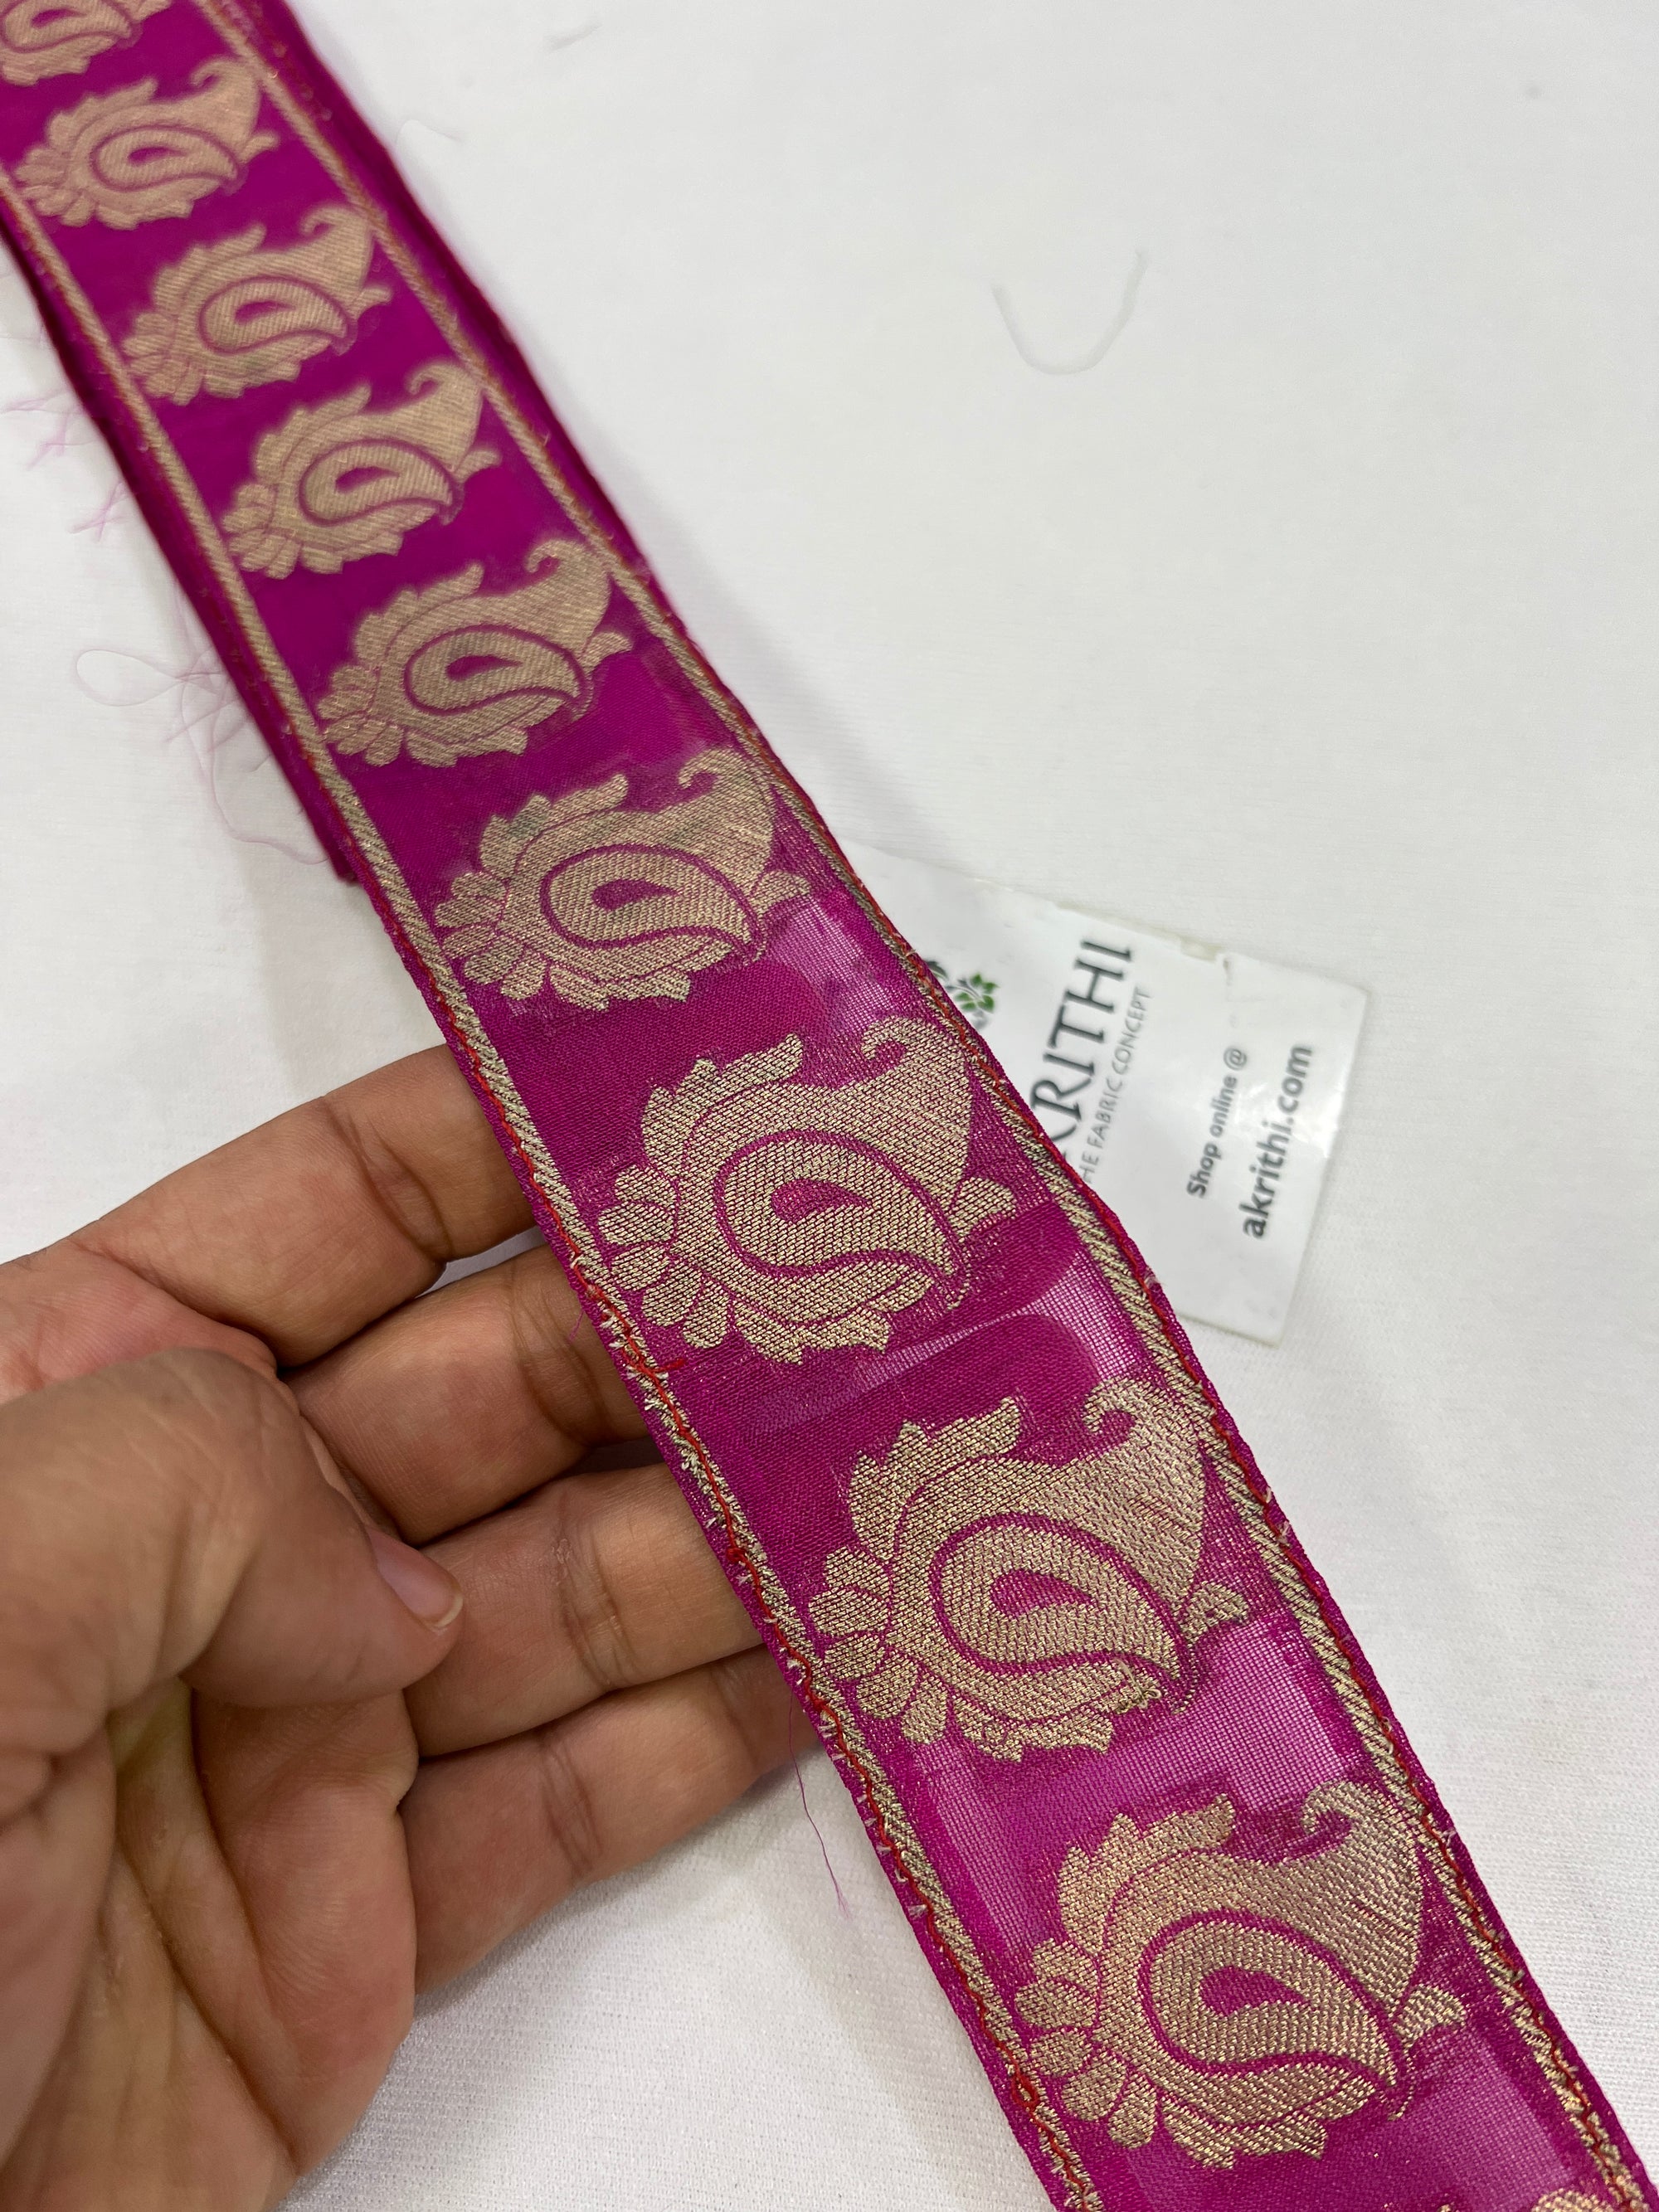 KRITHI
HE FABRIC CONCEPT
Shop online @
akrithi.com